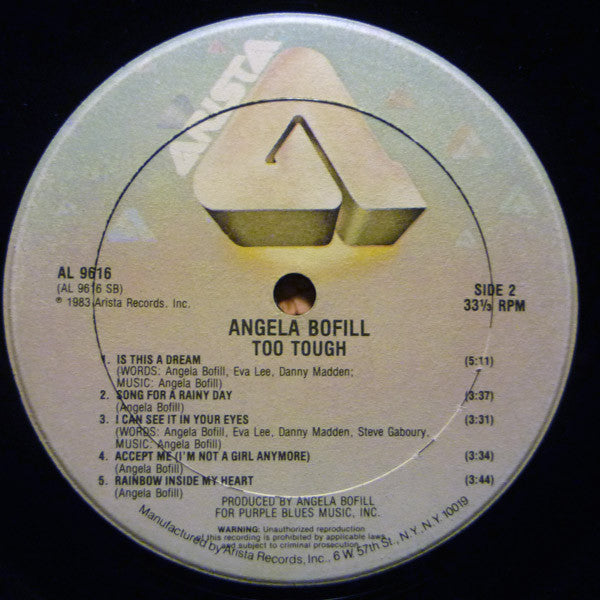 ARISTA
AL 9616
(AL 9616 SB)
℗ 1983 Arista Records, Inc.
SIDE 2
33⅓ RPM
ANGELA BOFILL
TOO TOUGH
1. IS THIS A DREAM (5:11)
(WORDS: Angela Bofill, Eva Lee, Danny Madden;
MUSIC: Angela Bofill)
2. SONG FOR A RAINY DAY (3:37)
(Angela Bofill)
3. I CAN SEE IT IN YOUR EYES (3:31)
(WORDS: Angela Bofill, Eva Lee, Danny Madden, Steve Gaboury.
MUSIC: Angela Bofill)
4. ACCEPT ME (I'M NOT A GIRL ANYMORE) (3:34)
(Angela Bofill)
5. RAINBOW INSIDE MY HEART (3:44)
(Angela Bofill)
PRODUCED BY ANGELA BOFILL
FOR PURPLE BLUES MUSIC, INC.
WARNING: Unauthorized reproduction
of this recording is prohibited by applicable laws
and subject to criminal prosecution.
Manufactured by Arista Records, Inc., 6 W. 57th St., N.Y., N.Y. 10019